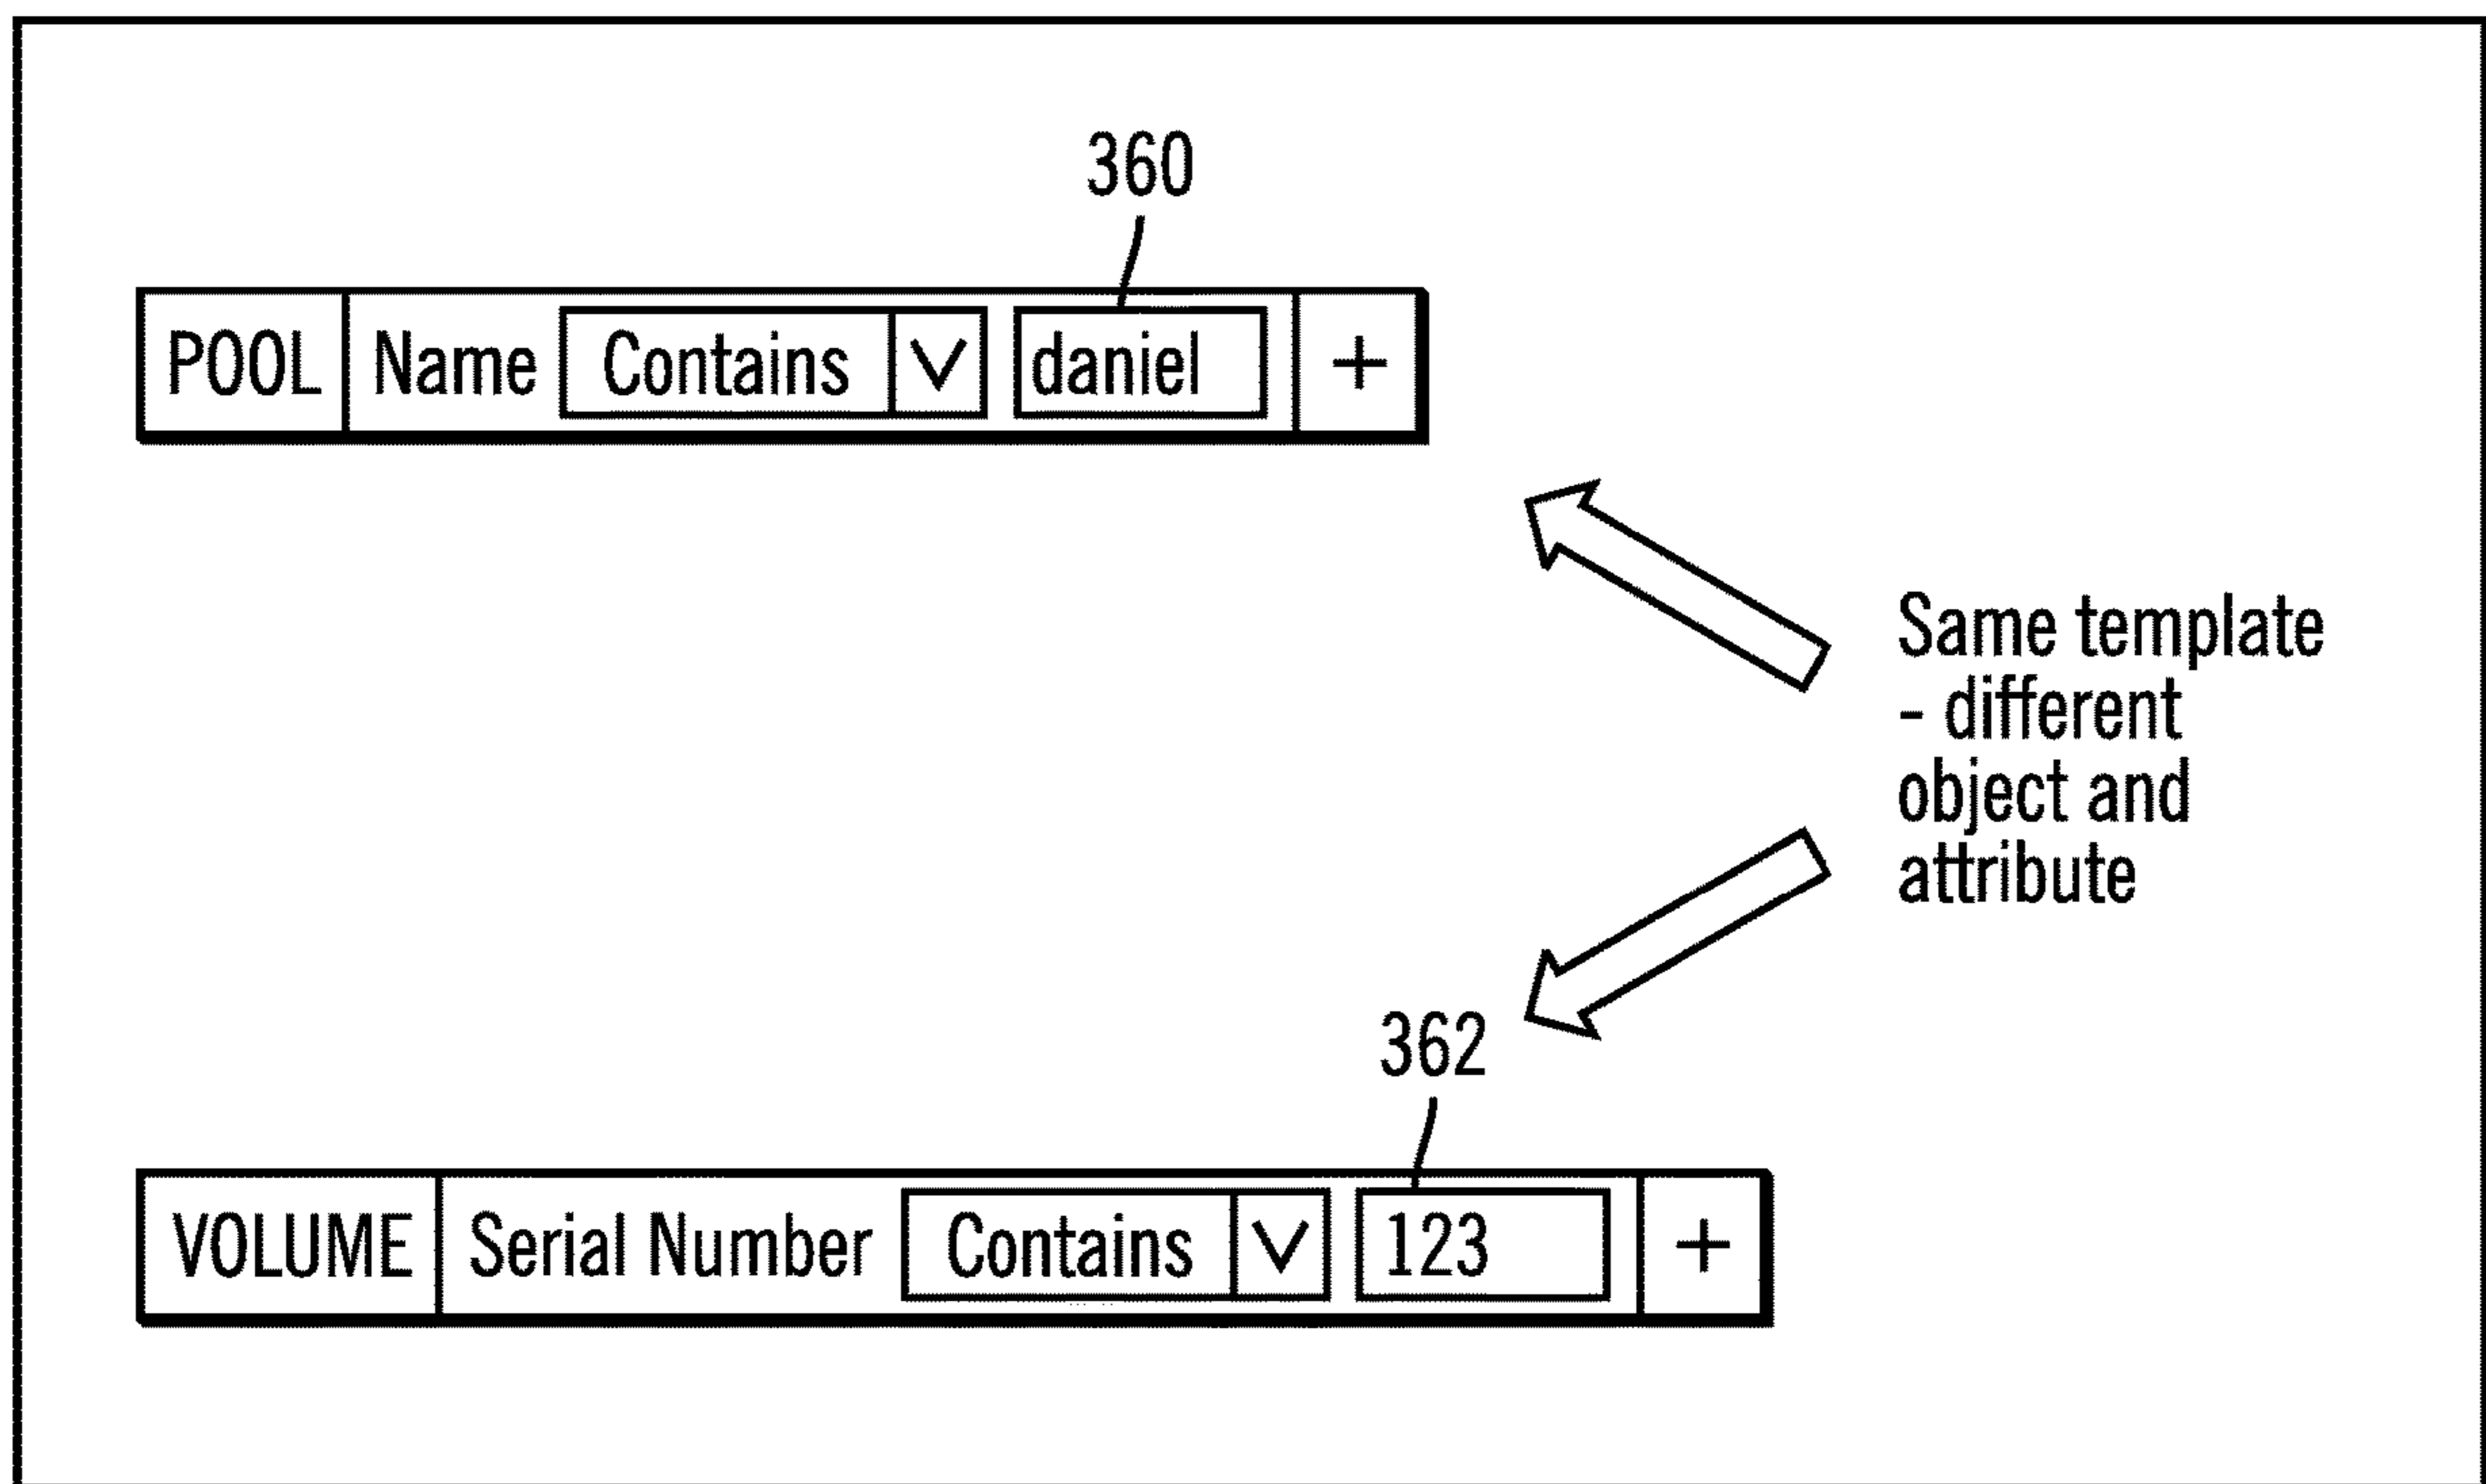 360
POOL Name Contains daniel +
Same template
- different
object and
attribute
362
VOLUME Serial Number Contains 123 +